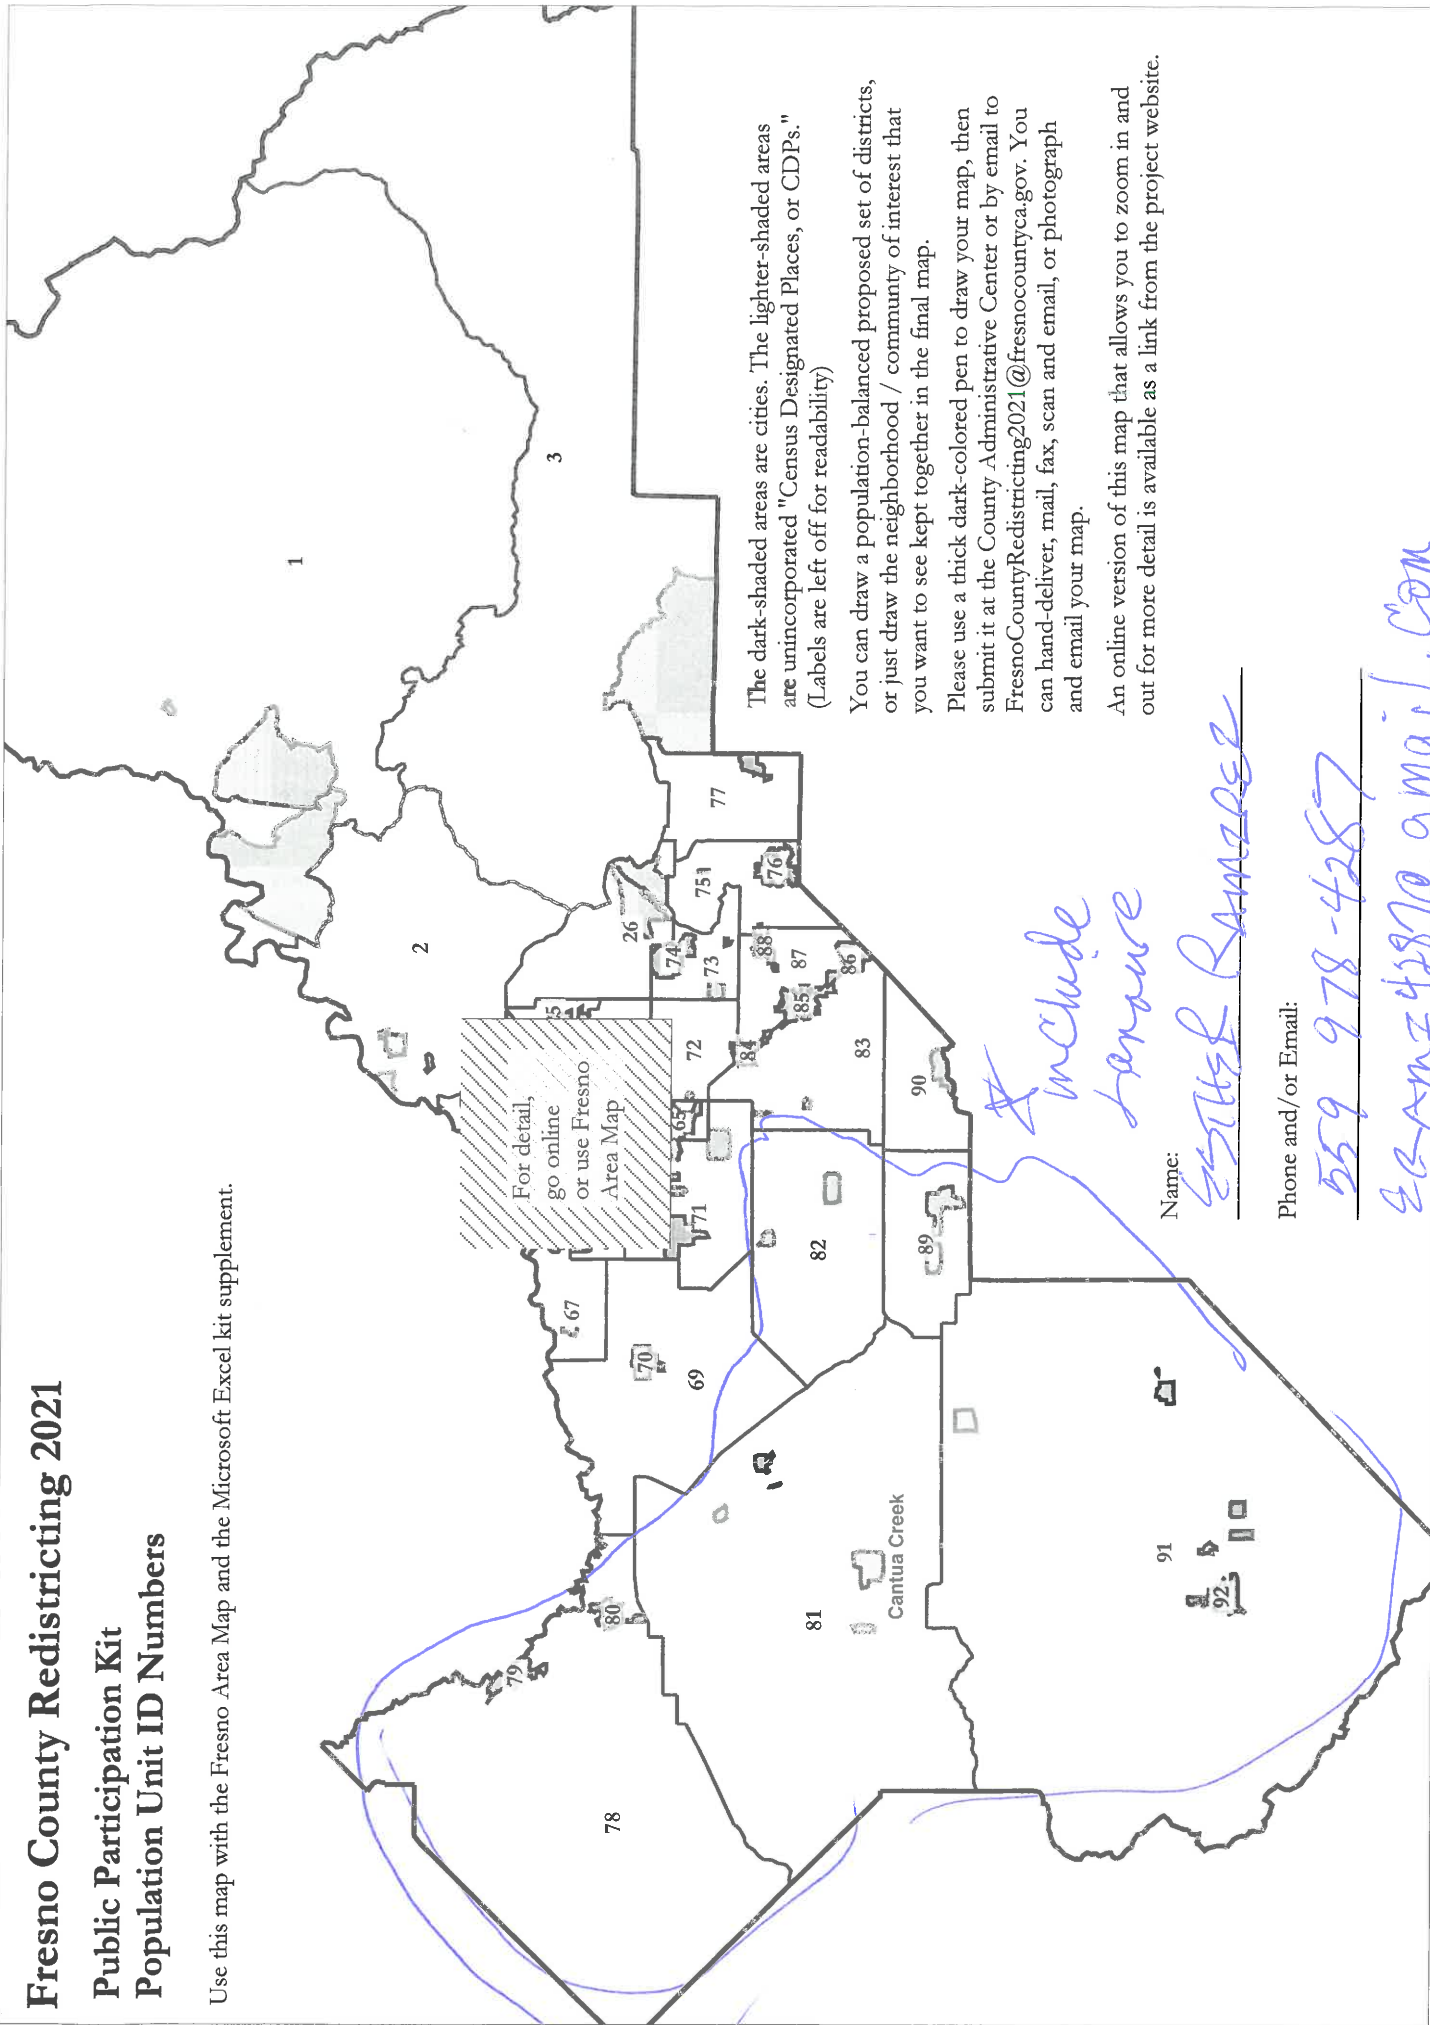 Fresno County Redistricting 2021
Public Participation Kit
Population Unit ID Numbers
Use this map with the Fresno Area Map and the Microsoft Excel kit supplement.
1
2
3
For detail,
go online
or use Fresno
Area Map
67
70
69
71
65
72
73
74
26
751
76
77
84
85
86
87
88
83
90
82
89
80
79
78
81
Cantua Creek
91
92
The dark-shaded areas are cities. The lighter-shaded areas
are unincorporated "Census Designated Places, or CDPs."
(Labels are left off for readability)
You can draw a population-balanced proposed set of districts,
or just draw the neighborhood / community of interest that
you want to see kept together in the final map.
Please use a thick dark-colored pen to draw your map, then
submit it at the County Administrative Center or by email to
FresnoCountyRedistricting2021@fresnocountyca.gov. You
can hand-deliver, mail, fax, scan and email, or photograph
and email your map.
An online version of this map that allows you to zoom in and
out for more detail is available as a link from the project website.
include
Lanare
Name:
ESTHER RAMIREZ
Phone and/or Email:
559 978-4287
gmail.com